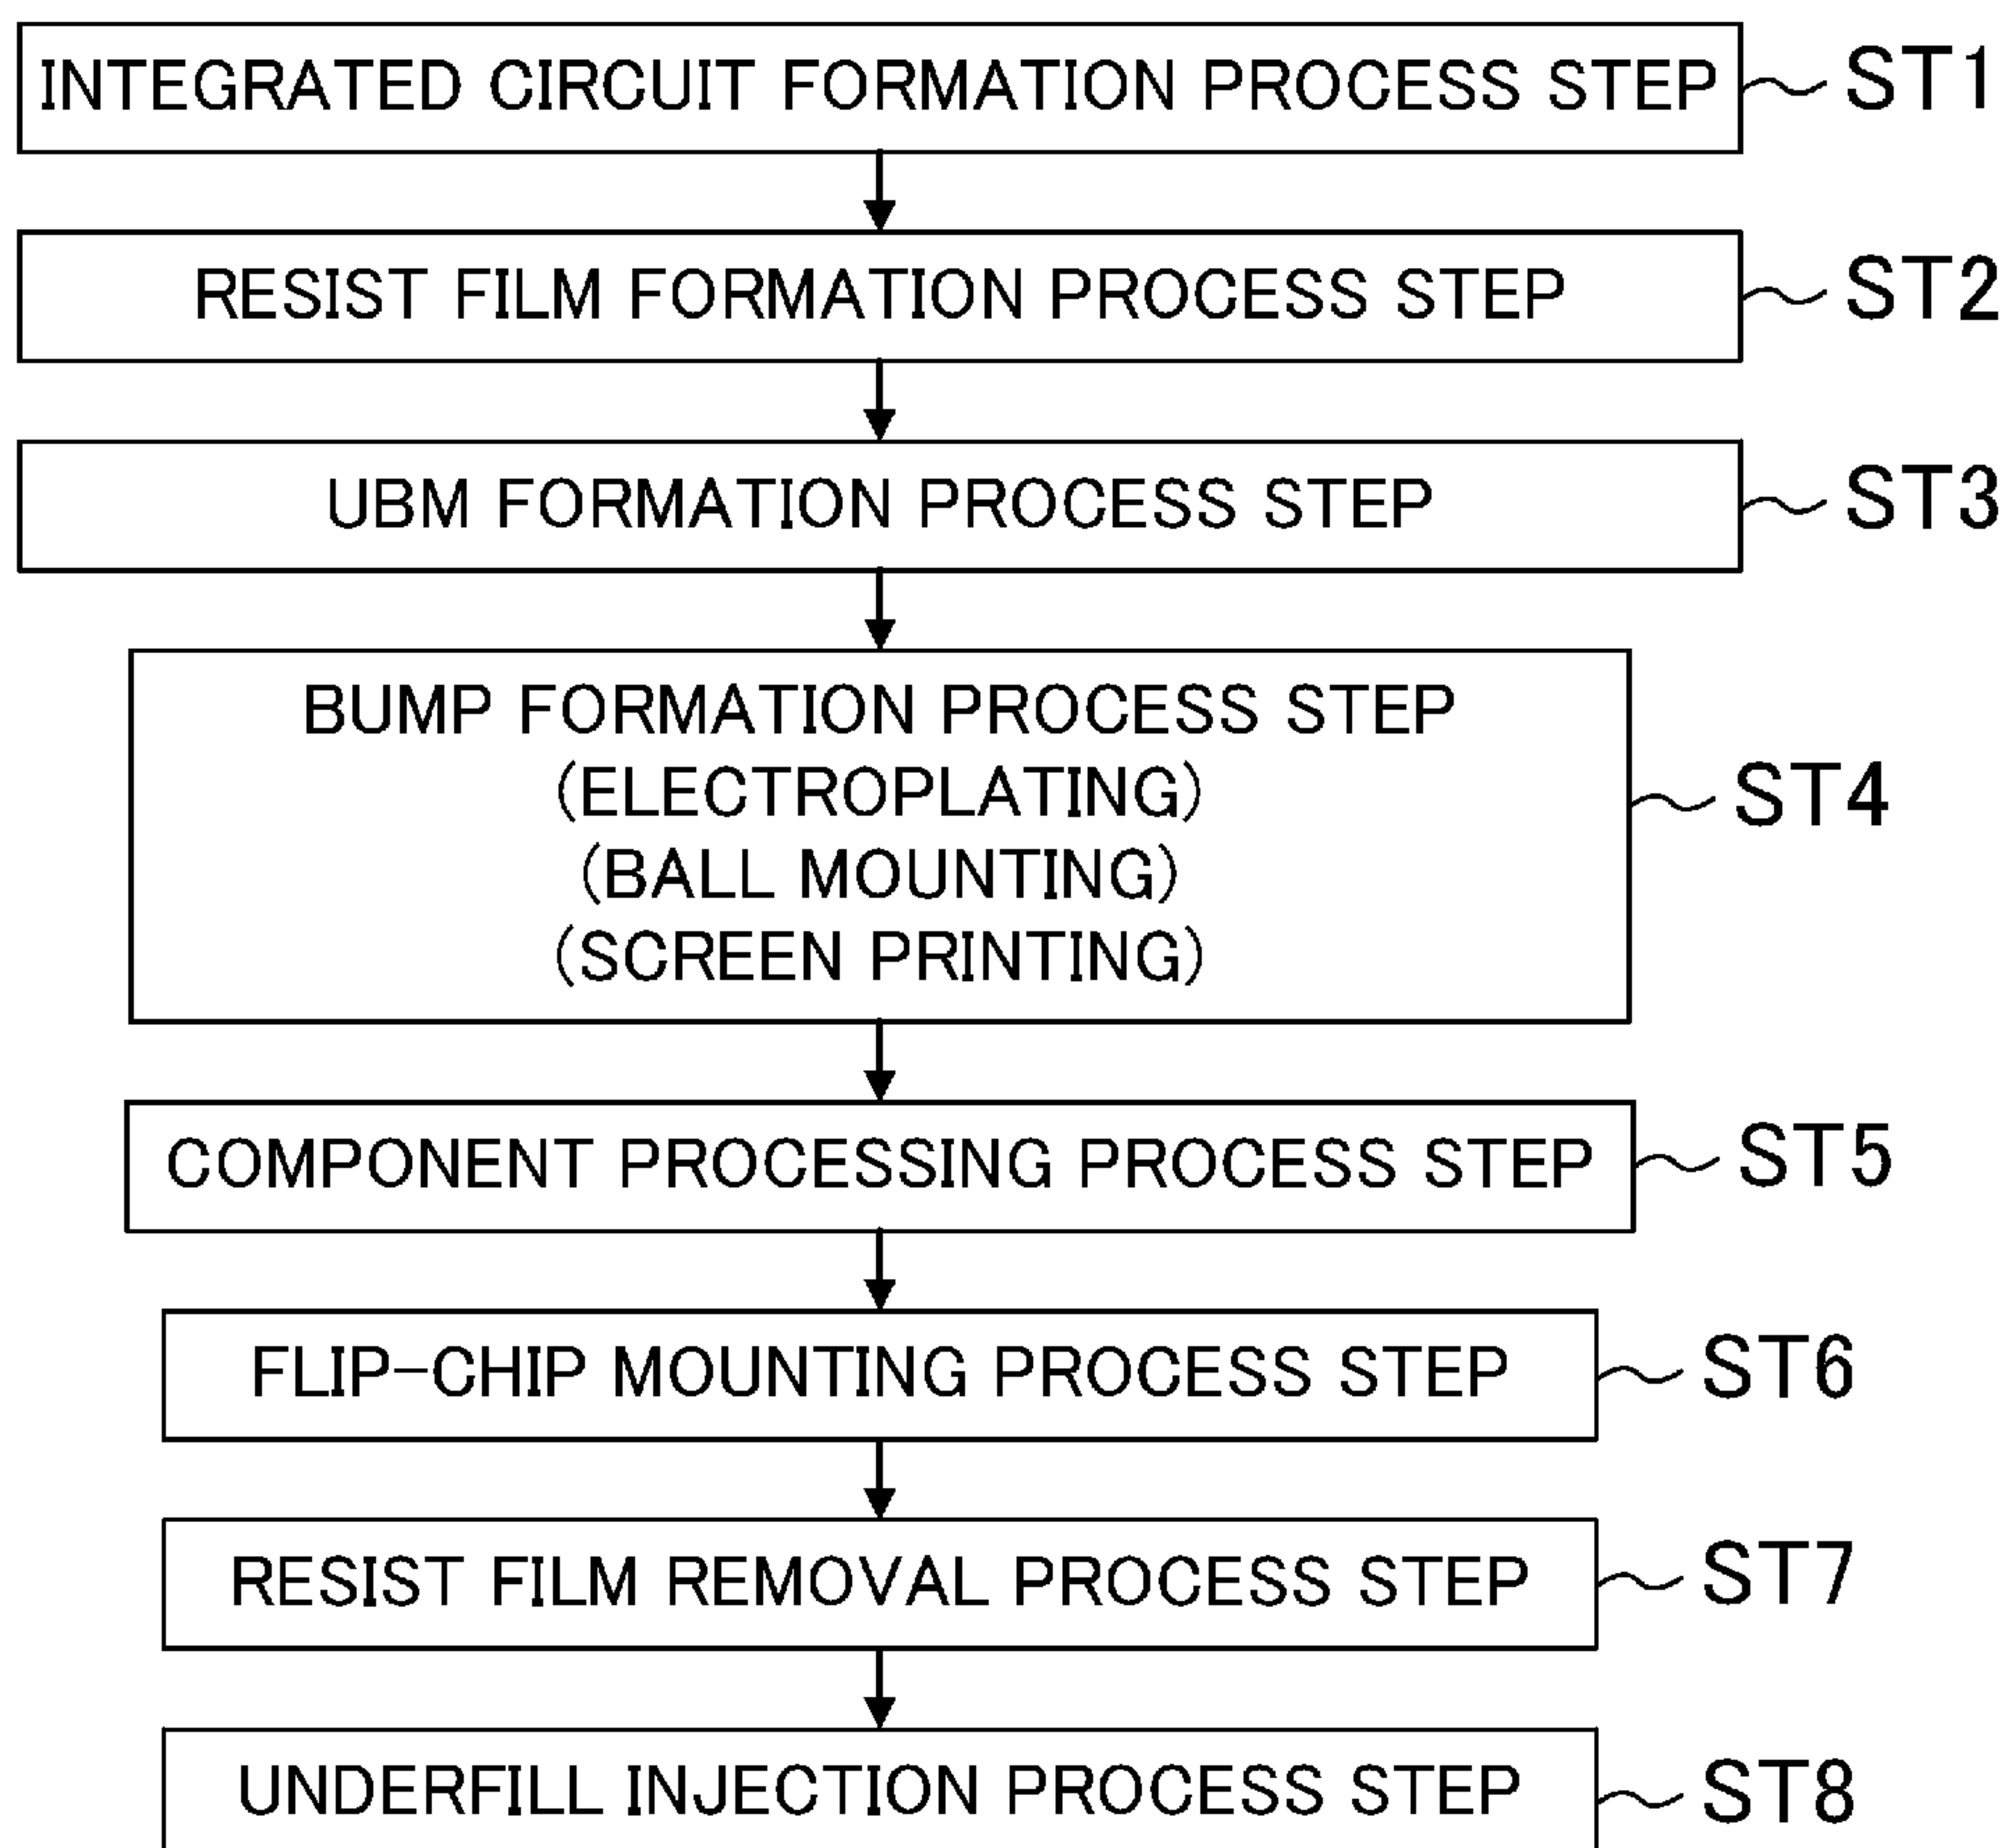 INTEGRATED CIRCUIT FORMATION PROCESS STEP ST1
RESIST FILM FORMATION PROCESS STEP ST2
UBM FORMATION PROCESS STEP ST3
BUMP FORMATION PROCESS STEP
(ELECTROPLATING)
(BALL MOUNTING)
(SCREEN PRINTING)
ST4
COMPONENT PROCESSING PROCESS STEP ST5
FLIP-CHIP MOUNTING PROCESS STEP ST6
RESIST FILM REMOVAL PROCESS STEP ST7
UNDERFILL INJECTION PROCESS STEP ST8